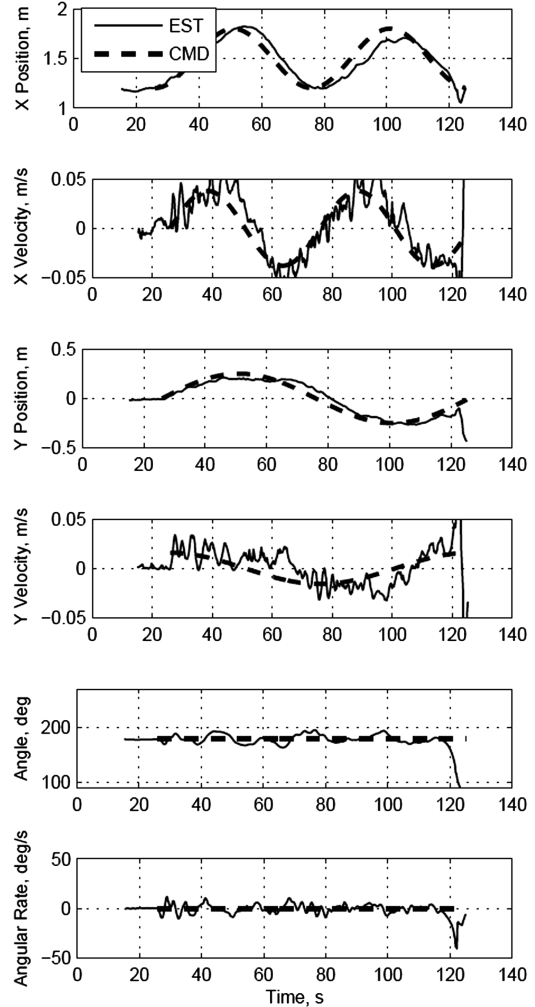 X Position, m
2
1.5
1
EST
CMD
0 20 40 60 80 100 120 140
X Velocity, m/s
0.05
0
−0.05
0 20 40 60 80 100 120 140
Y Position, m
0.5
0
−0.5
0 20 40 60 80 100 120 140
Y Velocity, m/s
0.05
0
−0.05
0 20 40 60 80 100 120 140
Angle, deg
200
100
0 20 40 60 80 100 120 140
Angular Rate, deg/s
50
0
−50
0 20 40 60 80 100 120 140
Time, s